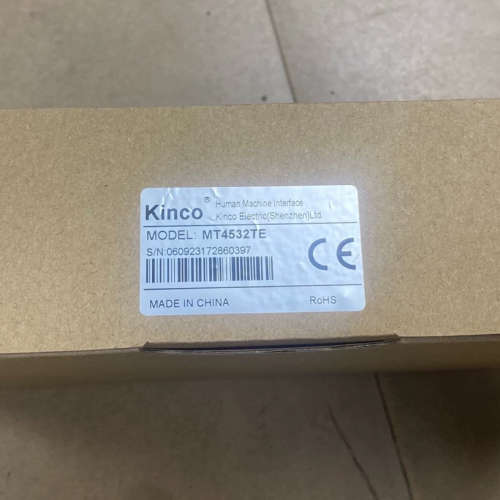 Kinco® Human Machine Interface
Kinco Electric(Shenzhen)Ltd.
MODEL: MT4532TE
S/N:060923172860397
CE
MADE IN CHINA RoHS